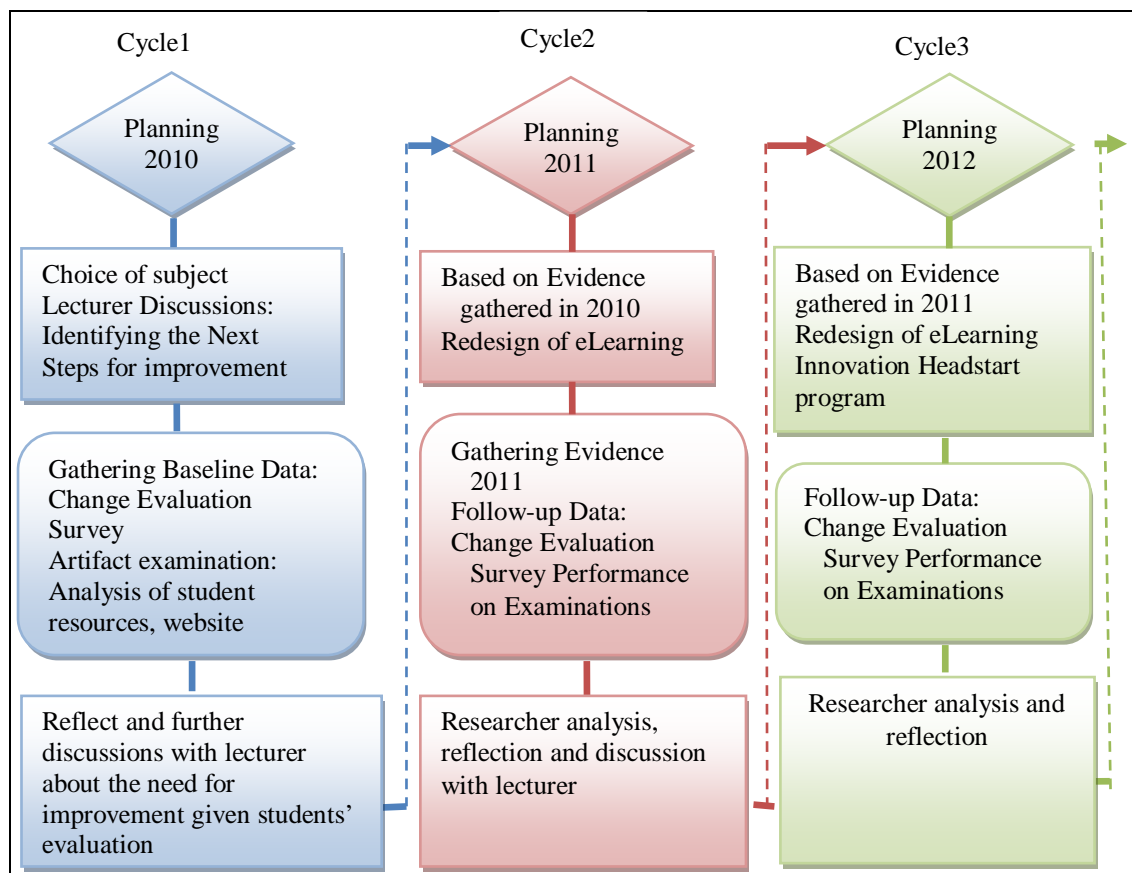 Cycle1
Planning
2010
Choice of subject
Lecturer Discussions:
Identifying the Next
Steps for improvement
Gathering Baseline Data:
Change Evaluation
Survey
Artifact examination:
Analysis of student
resources, website
Reflect and further
discussions with lecturer
about the need for
improvement given students’
evaluation
Cycle2
Planning
2011
Based on Evidence
gathered in 2010
Redesign of eLearning
Gathering Evidence
2011
Follow-up Data:
Change Evaluation
Survey Performance
on Examinations
Researcher analysis,
reflection and discussion
with lecturer
Cycle3
Planning
2012
Based on Evidence
gathered in 2011
Redesign of eLearning
Innovation Headstart
program
Follow-up Data:
Change Evaluation
Survey Performance
on Examinations
Researcher analysis and
reflection